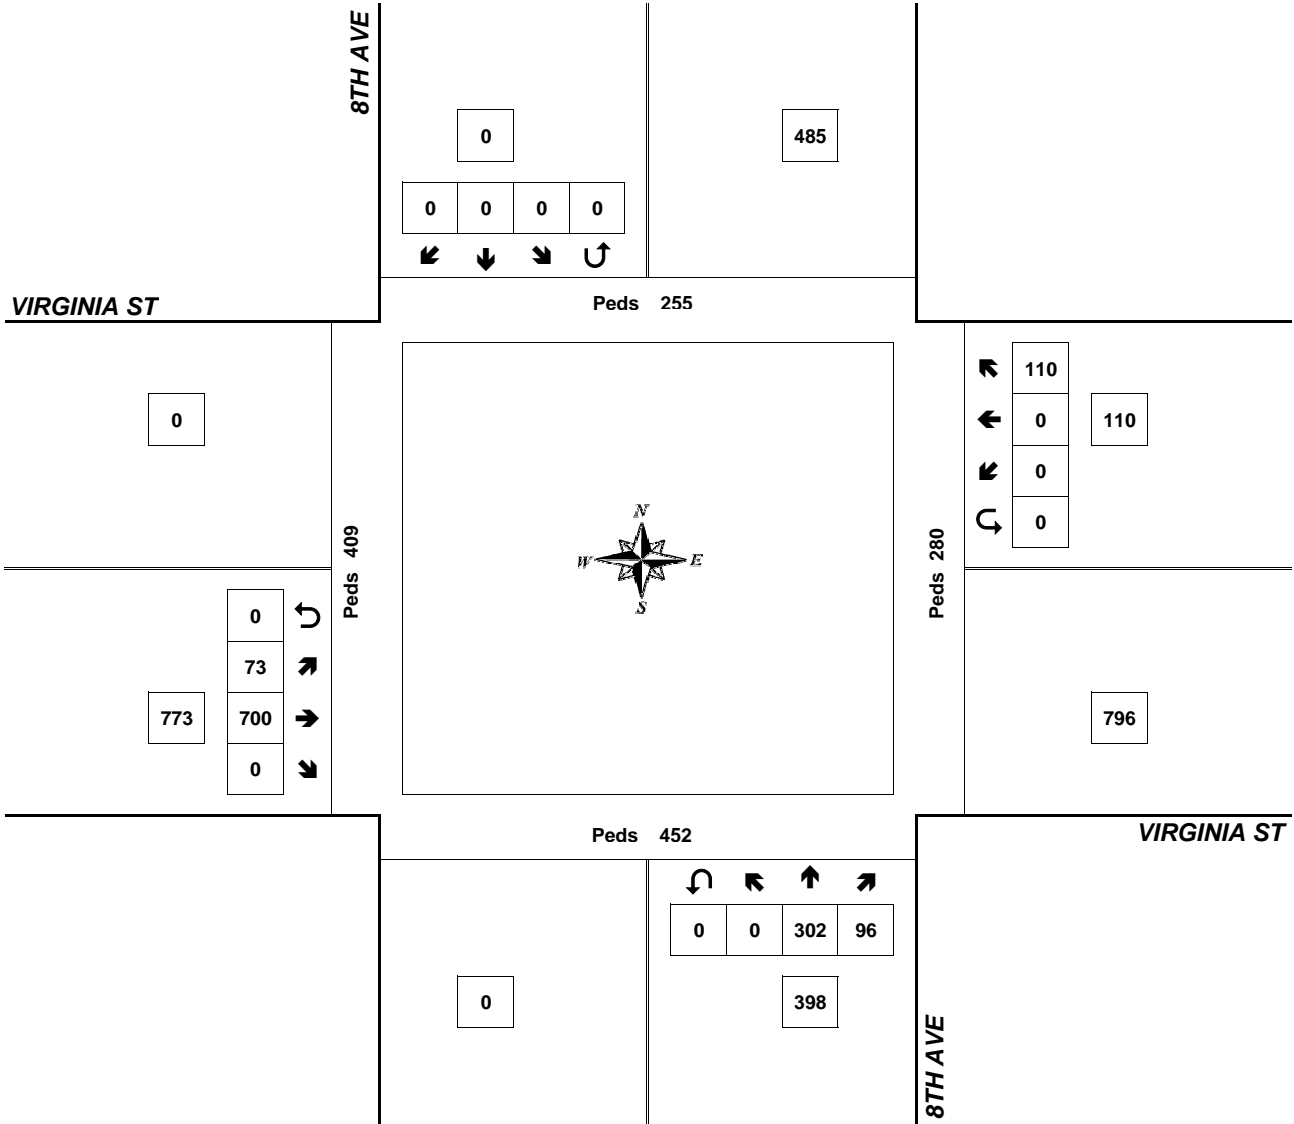 8TH AVE
0
485
0 0 0 0
VIRGINIA ST
Peds 255
110
0
0
0
110
0
N
W E
S
Peds 409
Peds 280
0
73
700
0
773
796
Peds 452
VIRGINIA ST
0 0 302 96
0
398
8TH AVE